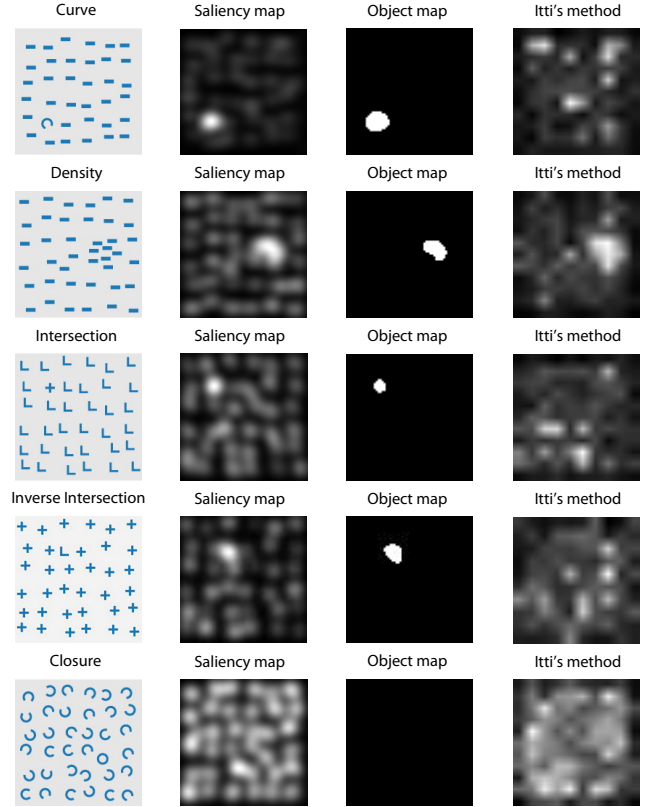 Curve Saliency map Object map Itti's method
Density Saliency map Object map Itti's method
Intersection Saliency map Object map Itti's method
Inverse Intersection Saliency map Object map Itti's method
Closure Saliency map Object map Itti's method